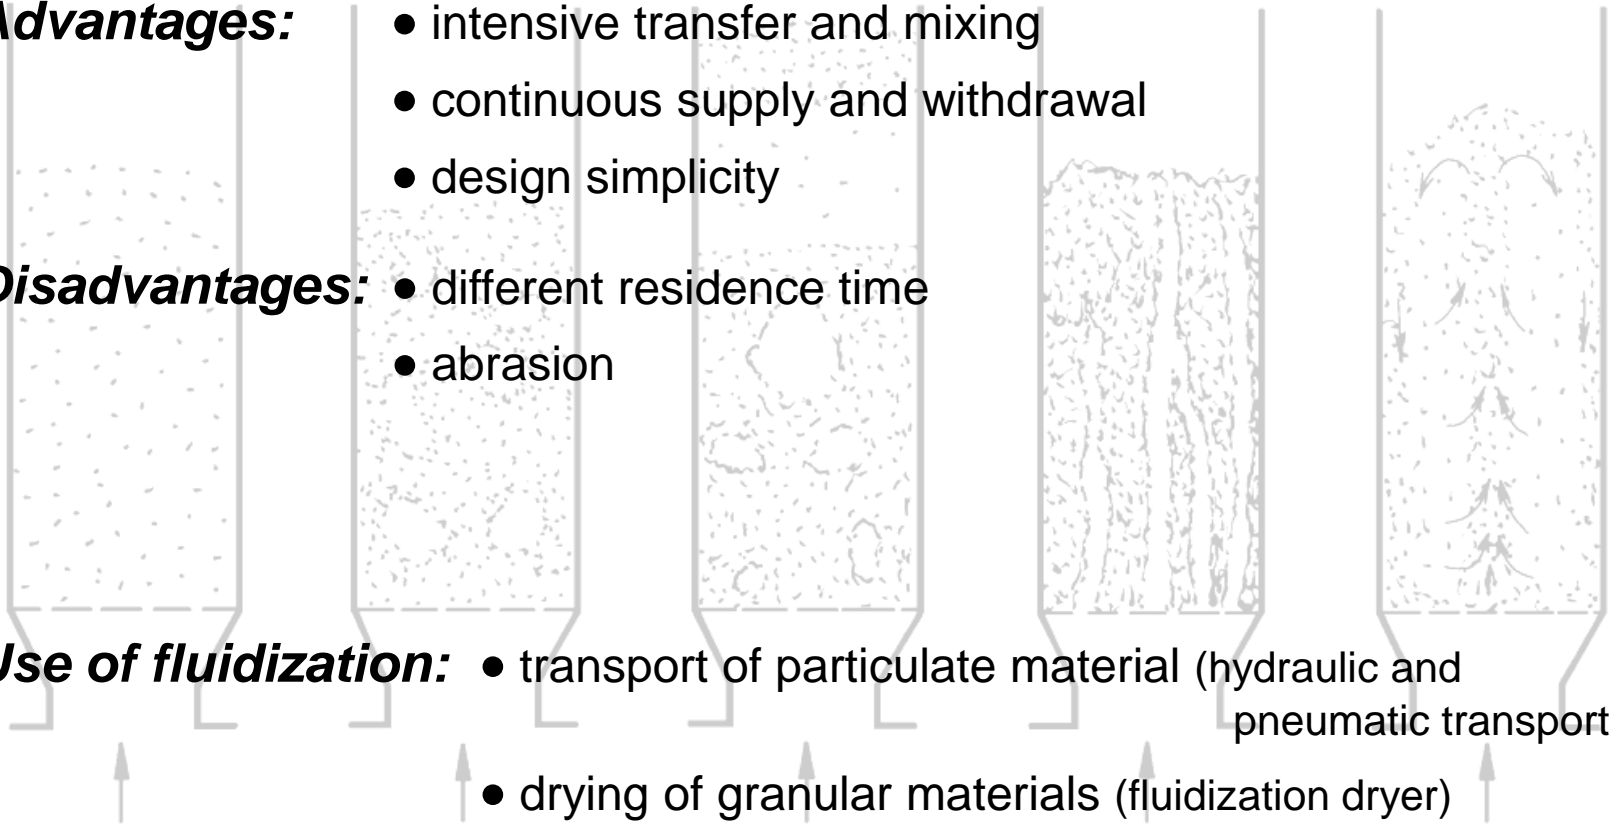 Advantages: ● intensive transfer and mixing
● continuous supply and withdrawal
● design simplicity
Disadvantages: ● different residence time
● abrasion
Use of fluidization: ● transport of particulate material (hydraulic and
pneumatic transport
● drying of granular materials (fluidization dryer)